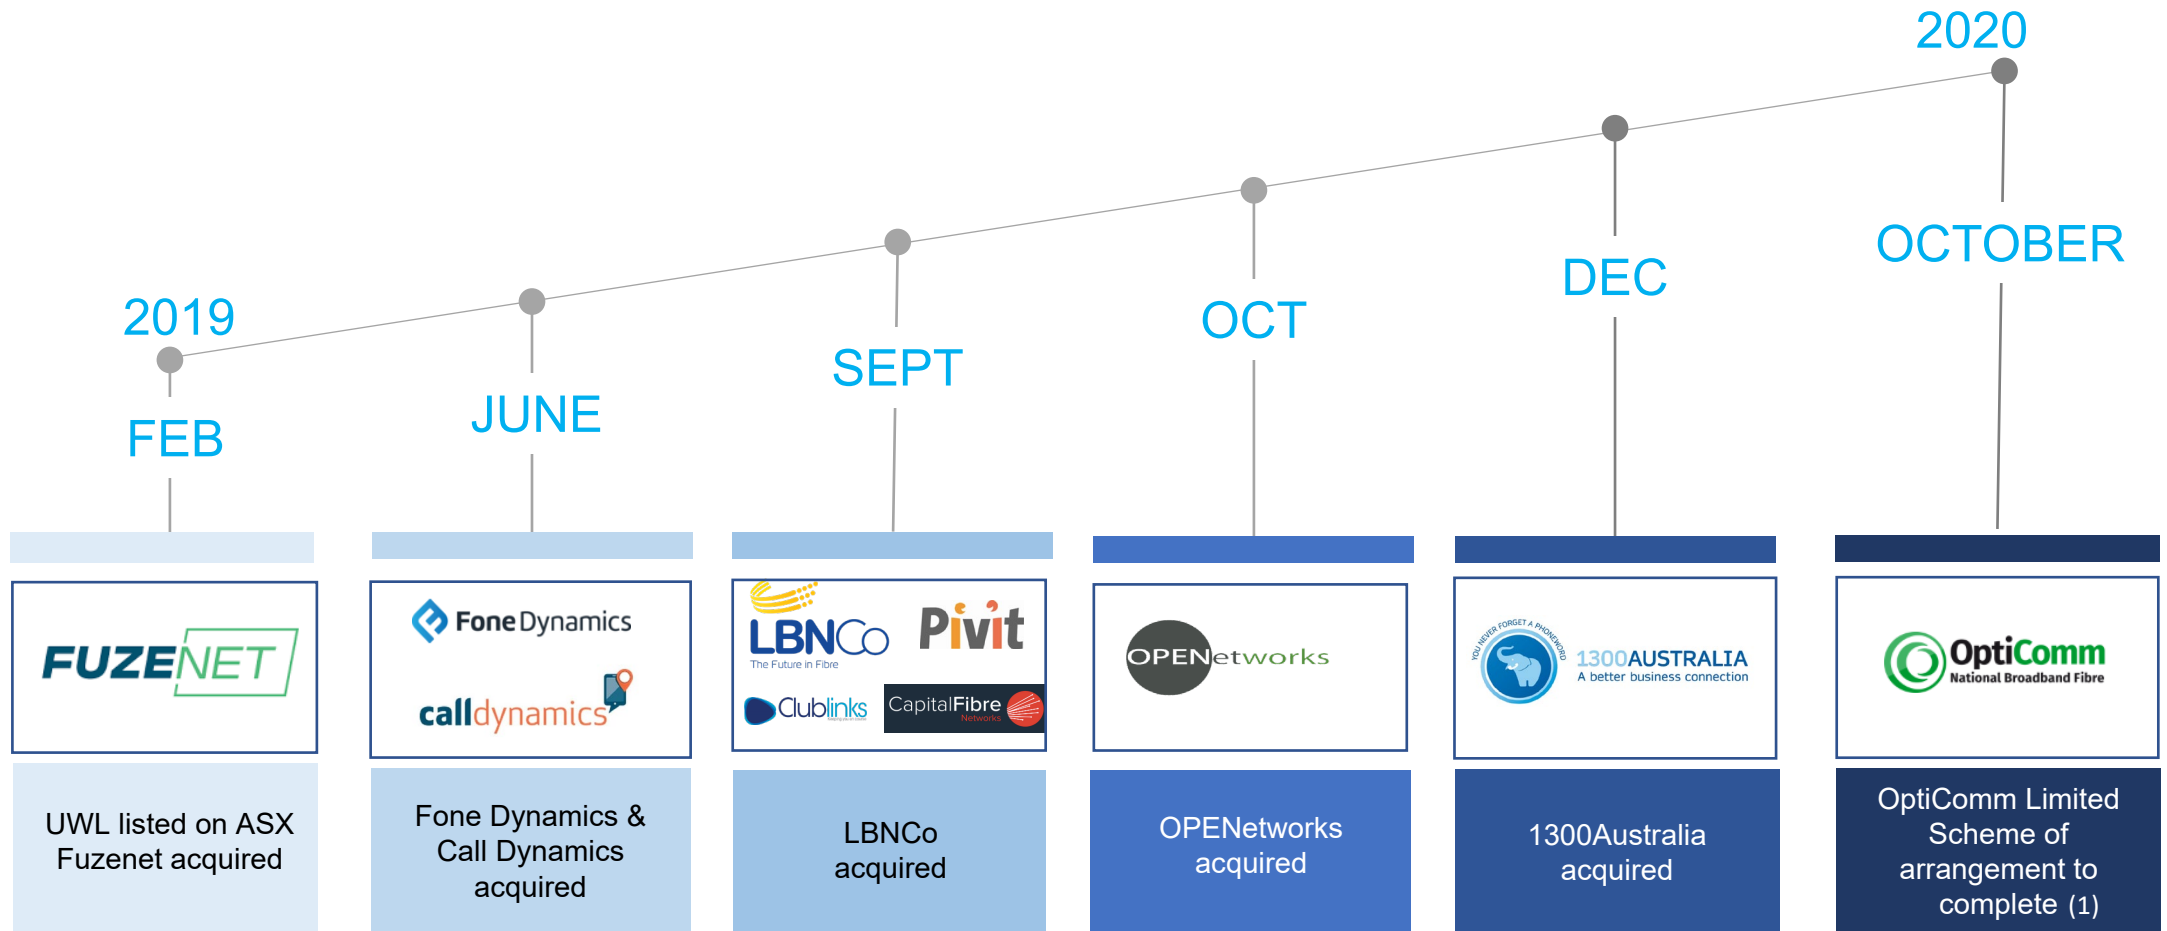 2020
OCTOBER
DEC
OCT
SEPT
JUNE
2019
FEB
FUZENET
FoneDynamics
calldynamics
LBNCo
The Future in Fibre
Pivit
Clublinks
CapitalFibre
Networks
OPENetworks
YOU NEVER FORGET A PHONEWORD
1300AUSTRALIA
A better business connection
OptiComm
National Broadband Fibre
UWL listed on ASX
Fuzenet acquired
Fone Dynamics &
Call Dynamics
acquired
LBNCo
acquired
OPENetworks
acquired
1300Australia
acquired
OptiComm Limited
Scheme of
arrangement to
complete (1)